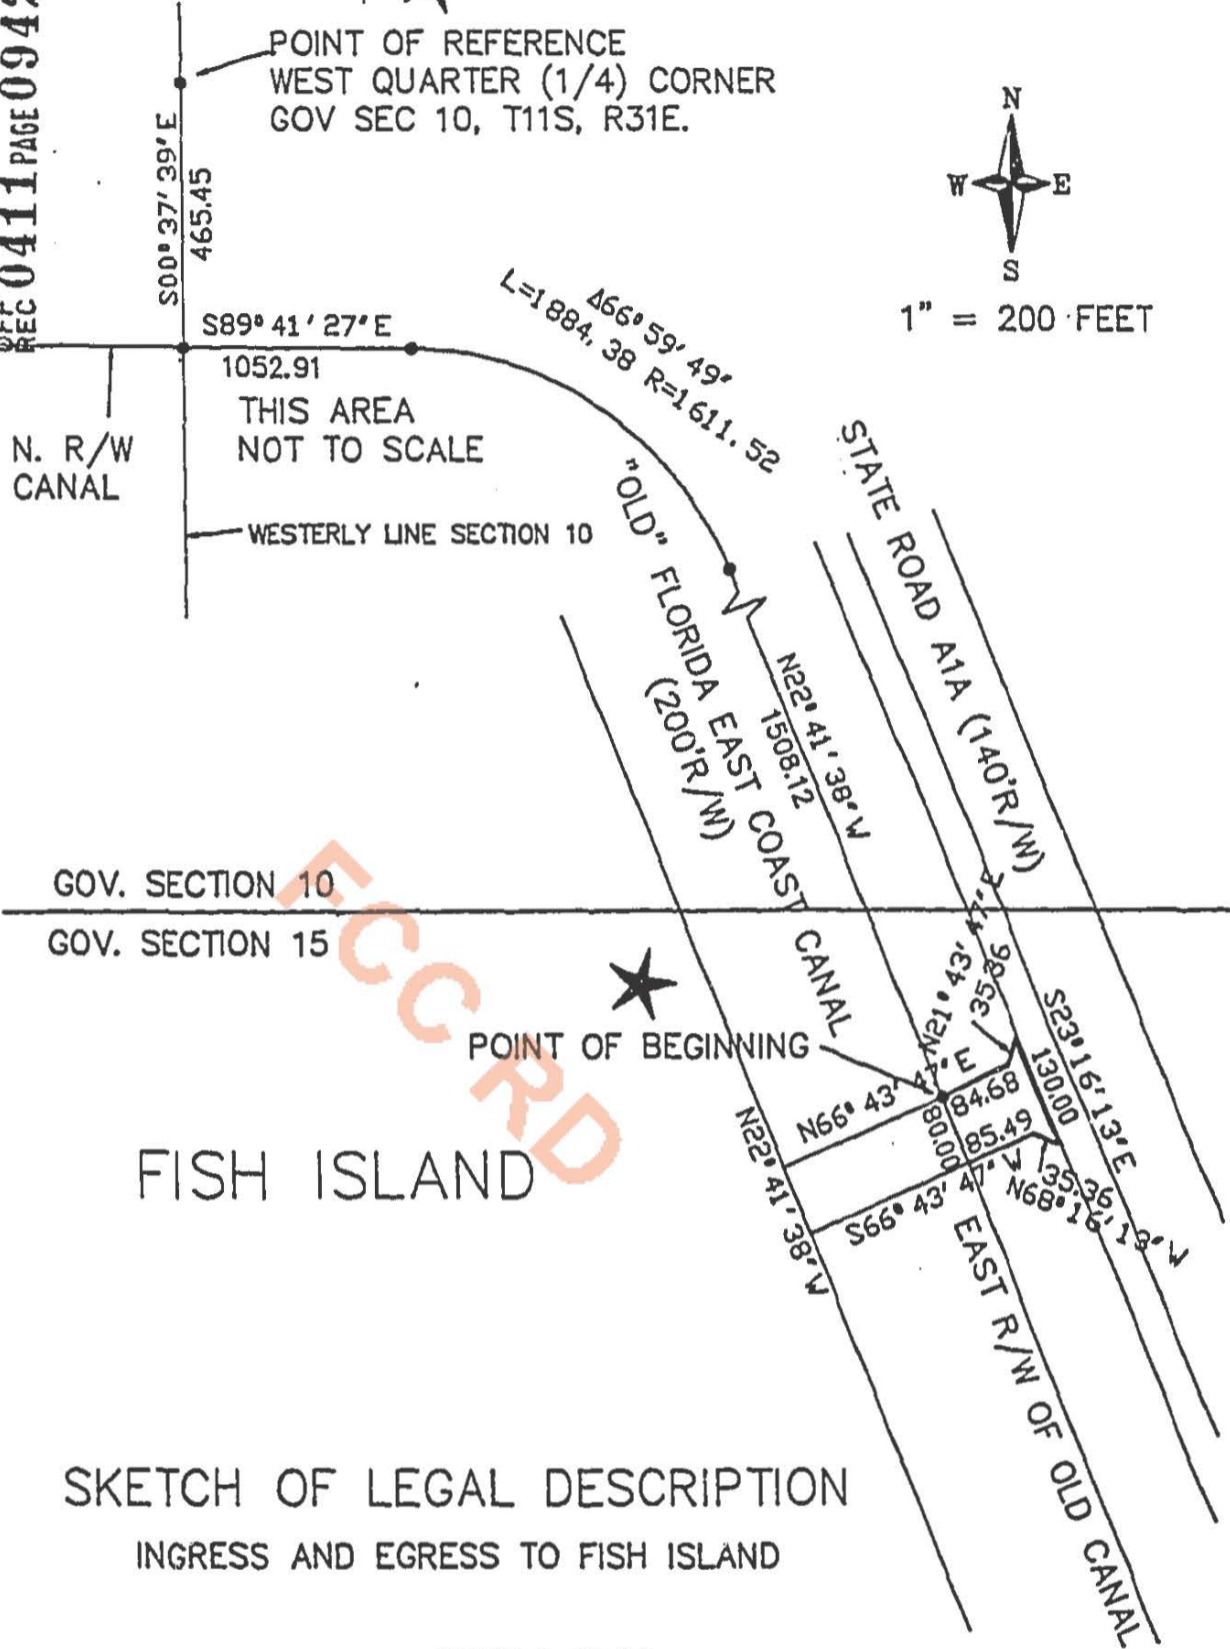 REC 0411 PAGE 094
POINT OF REFERENCE
WEST QUARTER (1/4) CORNER
GOV SEC 10, T11S, R31E.
S00° 37' 39" E
465.45
N
W E
S
1" = 200 FEET
S89° 41' 27" E
1052.91
THIS AREA
NOT TO SCALE
Δ66° 59' 49"
L=1884, 38 R=1611. 52
N. R/W
CANAL
WESTERLY LINE SECTION 10
STATE ROAD A1A (140'R/W)
"OLD" FLORIDA EAST COAST CANAL
(200'R/W)
N22° 41' 38" W
1508.12
GOV. SECTION 10
GOV. SECTION 15
FCC RD
POINT OF BEGINNING
N21° 43' 47" E
35.36
S23° 16' 13" E
130.00
N66° 43' 47" E
84.68
80.00
85.49
S66° 43' 47" W
35.36
N68° 16' 13" W
N22° 41' 38" W
FISH ISLAND
EAST R/W OF OLD CANAL
SKETCH OF LEGAL DESCRIPTION
INGRESS AND EGRESS TO FISH ISLAND